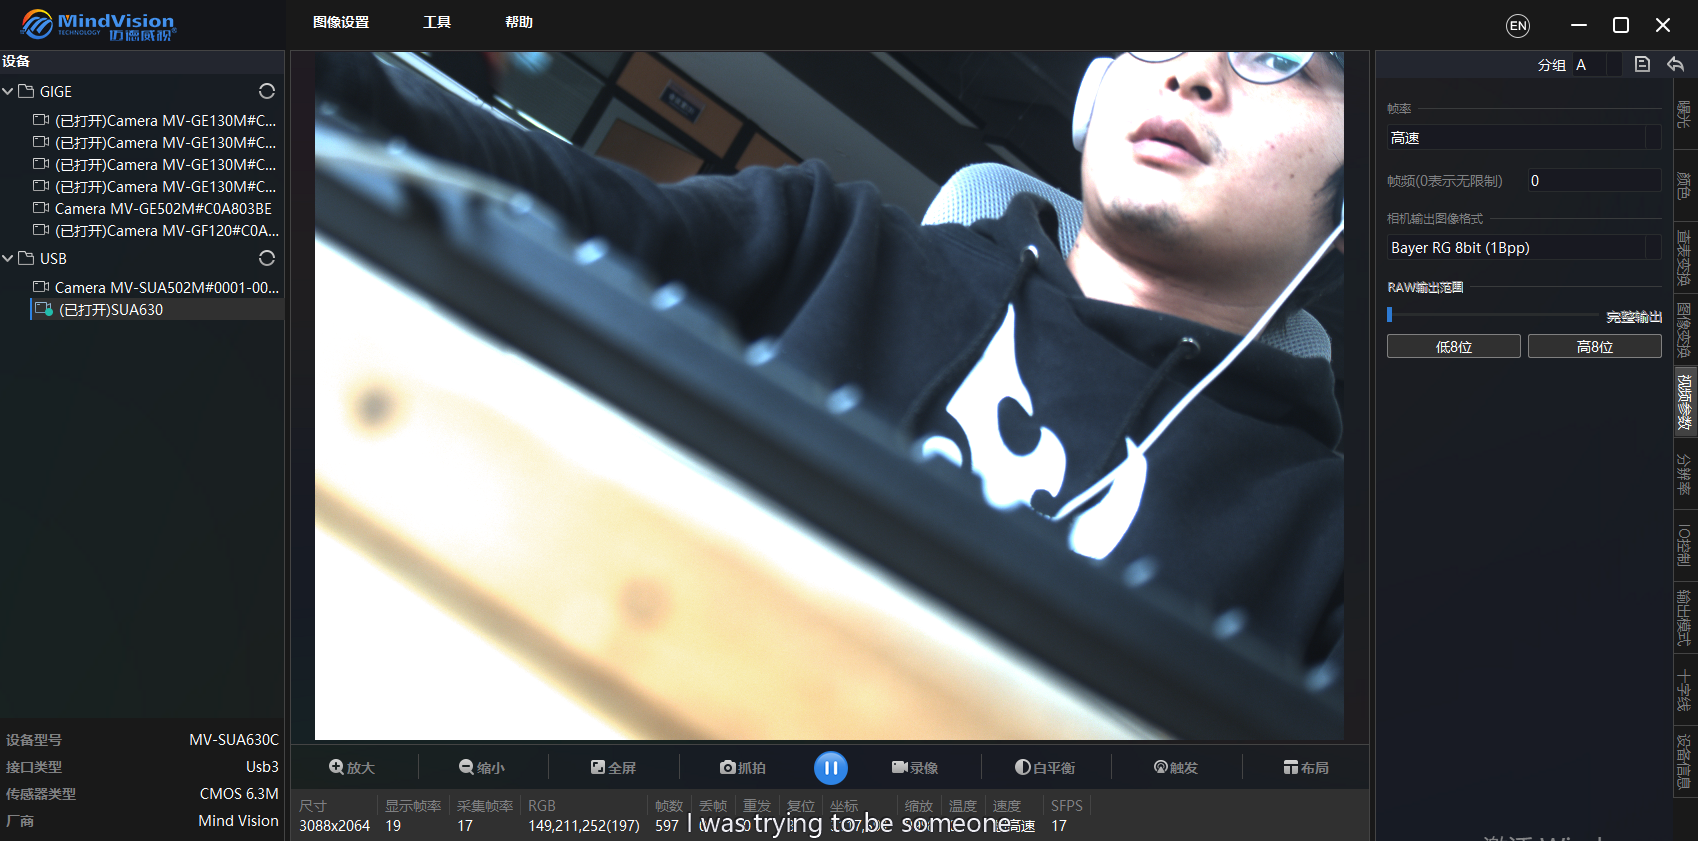 MindVision
TECHNOLOGY 迈德威视
图像设置 工具 帮助
EN
设备
GIGE
(已打开)Camera MV-GE130M#C...
(已打开)Camera MV-GE130M#C...
(已打开)Camera MV-GE130M#C...
(已打开)Camera MV-GE130M#C...
Camera MV-GE502M#C0A803BE
(已打开)Camera MV-GF120#C0A...
USB
Camera MV-SUA502M#0001-00...
(已打开)SUA630
设备型号 MV-SUA630C
接口类型 Usb3
传感器类型 CMOS 6.3M
厂商 Mind Vision
放大 缩小 全屏 抓拍 录像 白平衡 触发 布局
尺寸 显示帧率 采集帧率 RGB 帧数 丢帧 重发 复位 坐标 缩放 温度 速度 SFPS
3088x2064 19 17 149,211,252(197) 597 高速 17
I was trying to be someone
分组 A
帧率
高速
帧频(0表示无限制) 0
相机输出图像格式
Bayer RG 8bit (1Bpp)
RAW输出范围
完整输出
低8位 高8位
曝光
颜色
查表变换
图像变换
视频参数
分辨率
IO控制
输出模式
十字线
设备信息